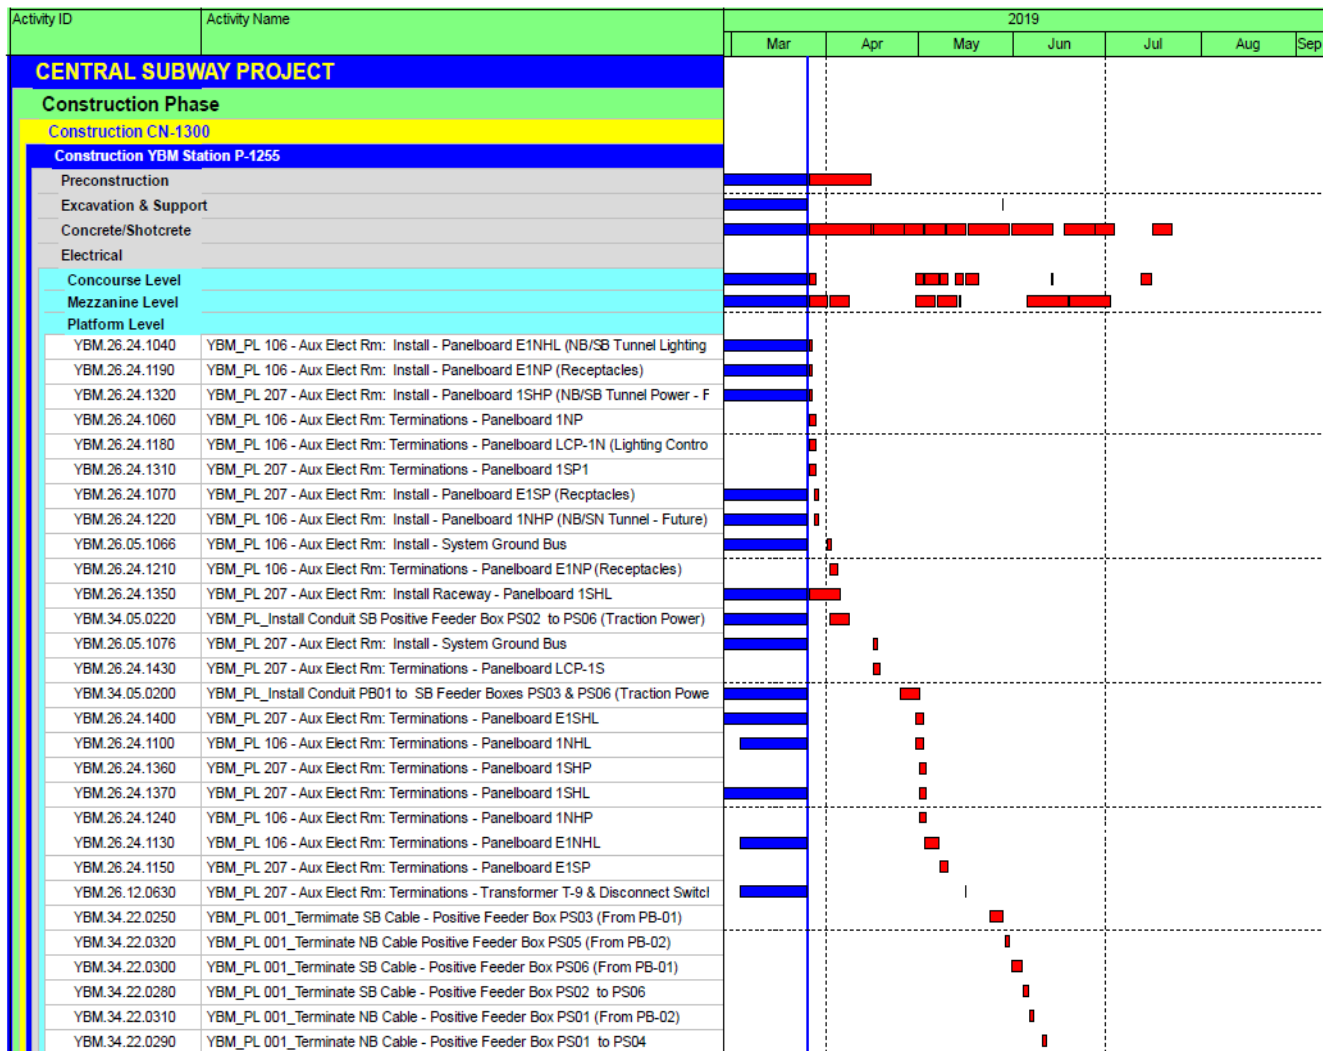 Activity ID Activity Name 2019
Mar Apr May Jun Jul Aug Sep
CENTRAL SUBWAY PROJECT
Construction Phase
Construction CN-1300
Construction YBM Station P-1255
Preconstruction
Excavation & Support
Concrete/Shotcrete
Electrical
Concourse Level
Mezzanine Level
Platform Level
YBM.26.24.1040 YBM_PL 106 - Aux Elect Rm: Install - Panelboard E1NHL (NB/SB Tunnel Lighting
YBM.26.24.1190 YBM_PL 106 - Aux Elect Rm: Install - Panelboard E1NP (Receptacles)
YBM.26.24.1320 YBM_PL 207 - Aux Elect Rm: Install - Panelboard 1SHP (NB/SB Tunnel Power - F
YBM.26.24.1060 YBM_PL 106 - Aux Elect Rm: Terminations - Panelboard 1NP
YBM.26.24.1180 YBM_PL 106 - Aux Elect Rm: Terminations - Panelboard LCP-1N (Lighting Contro
YBM.26.24.1310 YBM_PL 207 - Aux Elect Rm: Terminations - Panelboard 1SP1
YBM.26.24.1070 YBM_PL 207 - Aux Elect Rm: Install - Panelboard E1SP (Recptacles)
YBM.26.24.1220 YBM_PL 106 - Aux Elect Rm: Install - Panelboard 1NHP (NB/SN Tunnel - Future)
YBM.26.05.1066 YBM_PL 106 - Aux Elect Rm: Install - System Ground Bus
YBM.26.24.1210 YBM_PL 106 - Aux Elect Rm: Terminations - Panelboard E1NP (Receptacles)
YBM.26.24.1350 YBM_PL 207 - Aux Elect Rm: Install Raceway - Panelboard 1SHL
YBM.34.05.0220 YBM_PL_Install Conduit SB Positive Feeder Box PS02 to PS06 (Traction Power)
YBM.26.05.1076 YBM_PL 207 - Aux Elect Rm: Install - System Ground Bus
YBM.26.24.1430 YBM_PL 207 - Aux Elect Rm: Terminations - Panelboard LCP-1S
YBM.34.05.0200 YBM_PL_Install Conduit PB01 to SB Feeder Boxes PS03 & PS06 (Traction Powe
YBM.26.24.1400 YBM_PL 207 - Aux Elect Rm: Terminations - Panelboard E1SHL
YBM.26.24.1100 YBM_PL 106 - Aux Elect Rm: Terminations - Panelboard 1NHL
YBM.26.24.1360 YBM_PL 207 - Aux Elect Rm: Terminations - Panelboard 1SHP
YBM.26.24.1370 YBM_PL 207 - Aux Elect Rm: Terminations - Panelboard 1SHL
YBM.26.24.1240 YBM_PL 106 - Aux Elect Rm: Terminations - Panelboard 1NHP
YBM.26.24.1130 YBM_PL 106 - Aux Elect Rm: Terminations - Panelboard E1NHL
YBM.26.24.1150 YBM_PL 207 - Aux Elect Rm: Terminations - Panelboard E1SP
YBM.26.12.0630 YBM_PL 207 - Aux Elect Rm: Terminations - Transformer T-9 & Disconnect Switcl
YBM.34.22.0250 YBM_PL 001_Terminate SB Cable - Positive Feeder Box PS03 (From PB-01)
YBM.34.22.0320 YBM_PL 001_Terminate NB Cable Positive Feeder Box PS05 (From PB-02)
YBM.34.22.0300 YBM_PL 001_Terminate SB Cable - Positive Feeder Box PS06 (From PB-01)
YBM.34.22.0280 YBM_PL 001_Terminate SB Cable - Positive Feeder Box PS02 to PS06
YBM.34.22.0310 YBM_PL 001_Terminate NB Cable - Positive Feeder Box PS01 (From PB-02)
YBM.34.22.0290 YBM_PL 001_Terminate NB Cable - Positive Feeder Box PS01 to PS04